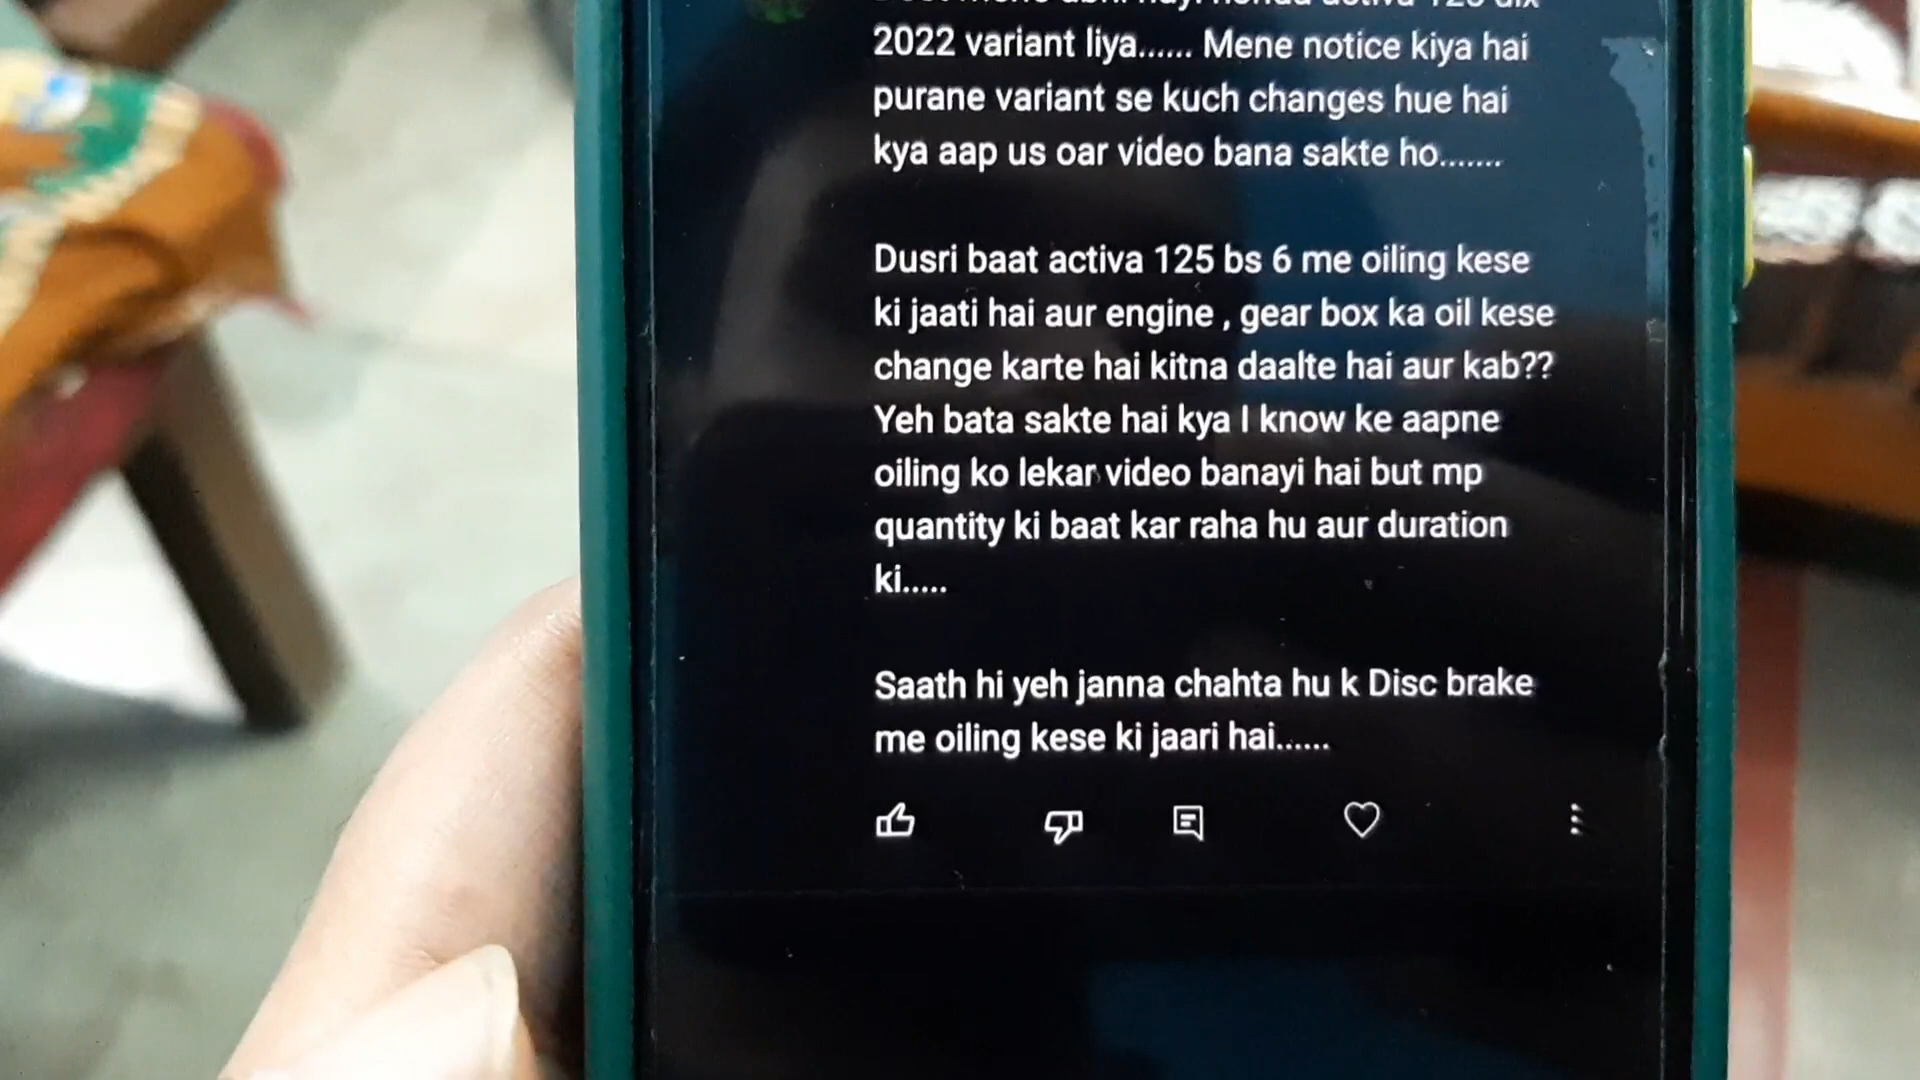 2022 variant liya...... Mene notice kiya hai
purane variant se kuch changes hue hai
kya aap us oar video bana sakte ho.......
Dusri baat activa 125 bs 6 me oiling kese
ki jaati hai aur engine , gear box ka oil kese
change karte hai kitna daalte hai aur kab??
Yeh bata sakte hai kya I know ke aapne
oiling ko lekar video banayi hai but mp
quantity ki baat kar raha hu aur duration
ki.....
Saath hi yeh janna chahta hu k Disc brake
me oiling kese ki jaari hai......